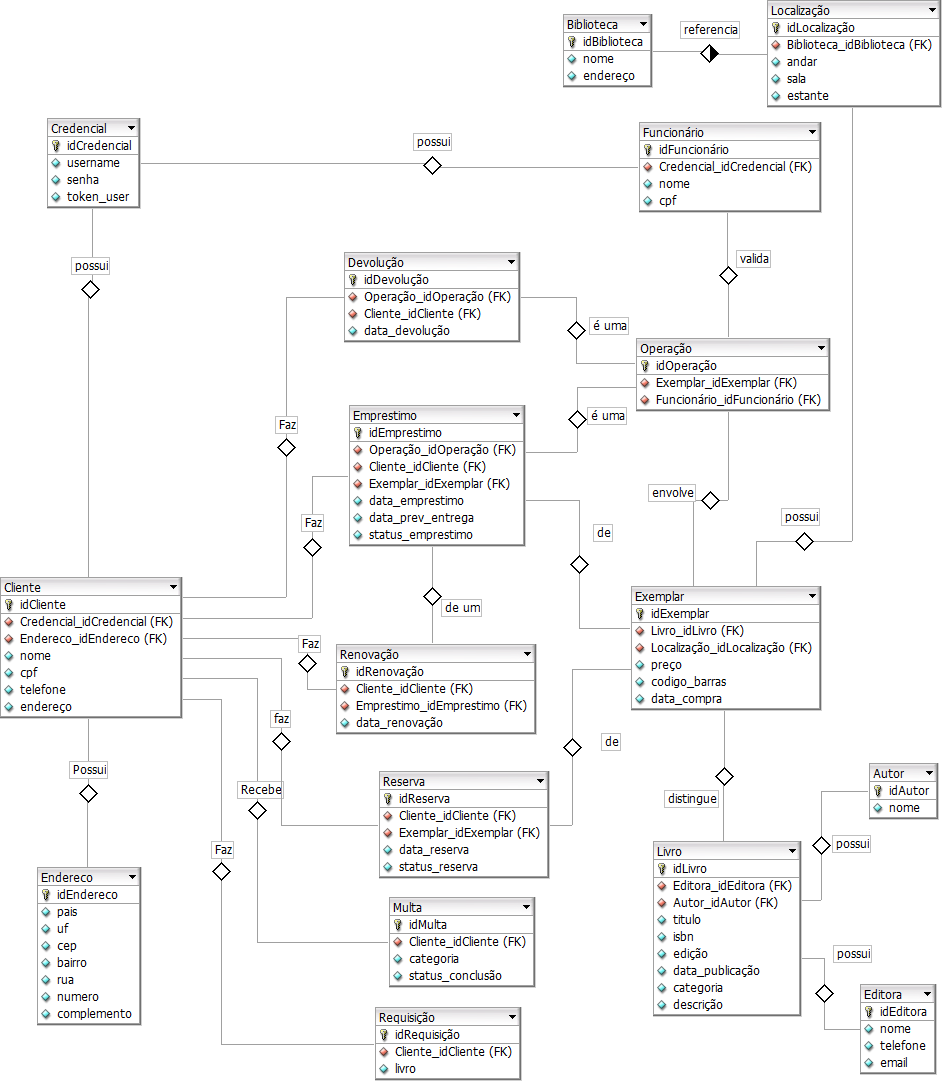 Biblioteca
idBiblioteca
nome
endereço
referencia
Localização
idLocalização
Biblioteca_idBiblioteca (FK)
andar
sala
estante
Credencial
idCredencial
username
senha
token_user
possui
Funcionário
idFuncionário
Credencial_idCredencial (FK)
nome
cpf
possui
valida
Devolução
idDevolução
Operação_idOperação (FK)
Cliente_idCliente (FK)
data_devolução
é uma
Operação
idOperação
Exemplar_idExemplar (FK)
Funcionário_idFuncionário (FK)
Emprestimo
idEmprestimo
Operação_idOperação (FK)
Cliente_idCliente (FK)
Exemplar_idExemplar (FK)
data_emprestimo
data_prev_entrega
status_emprestimo
é uma
Faz
envolve
possui
Faz
de
Cliente
idCliente
Credencial_idCredencial (FK)
Endereco_idEndereco (FK)
nome
cpf
telefone
endereço
de um
Exemplar
idExemplar
Livro_idLivro (FK)
Localização_idLocalização (FK)
preço
codigo_barras
data_compra
Faz
Renovação
idRenovação
Cliente_idCliente (FK)
Emprestimo_idEmprestimo (FK)
data_renovação
faz
de
Possui
Recebe
Reserva
idReserva
Cliente_idCliente (FK)
Exemplar_idExemplar (FK)
data_reserva
status_reserva
distingue
Autor
idAutor
nome
possui
Faz
Livro
idLivro
Editora_idEditora (FK)
Autor_idAutor (FK)
titulo
isbn
edição
data_publicação
categoria
descrição
Endereco
idEndereco
pais
uf
cep
bairro
rua
numero
complemento
Multa
idMulta
Cliente_idCliente (FK)
categoria
status_conclusão
possui
Editora
idEditora
nome
telefone
email
Requisição
idRequisição
Cliente_idCliente (FK)
livro